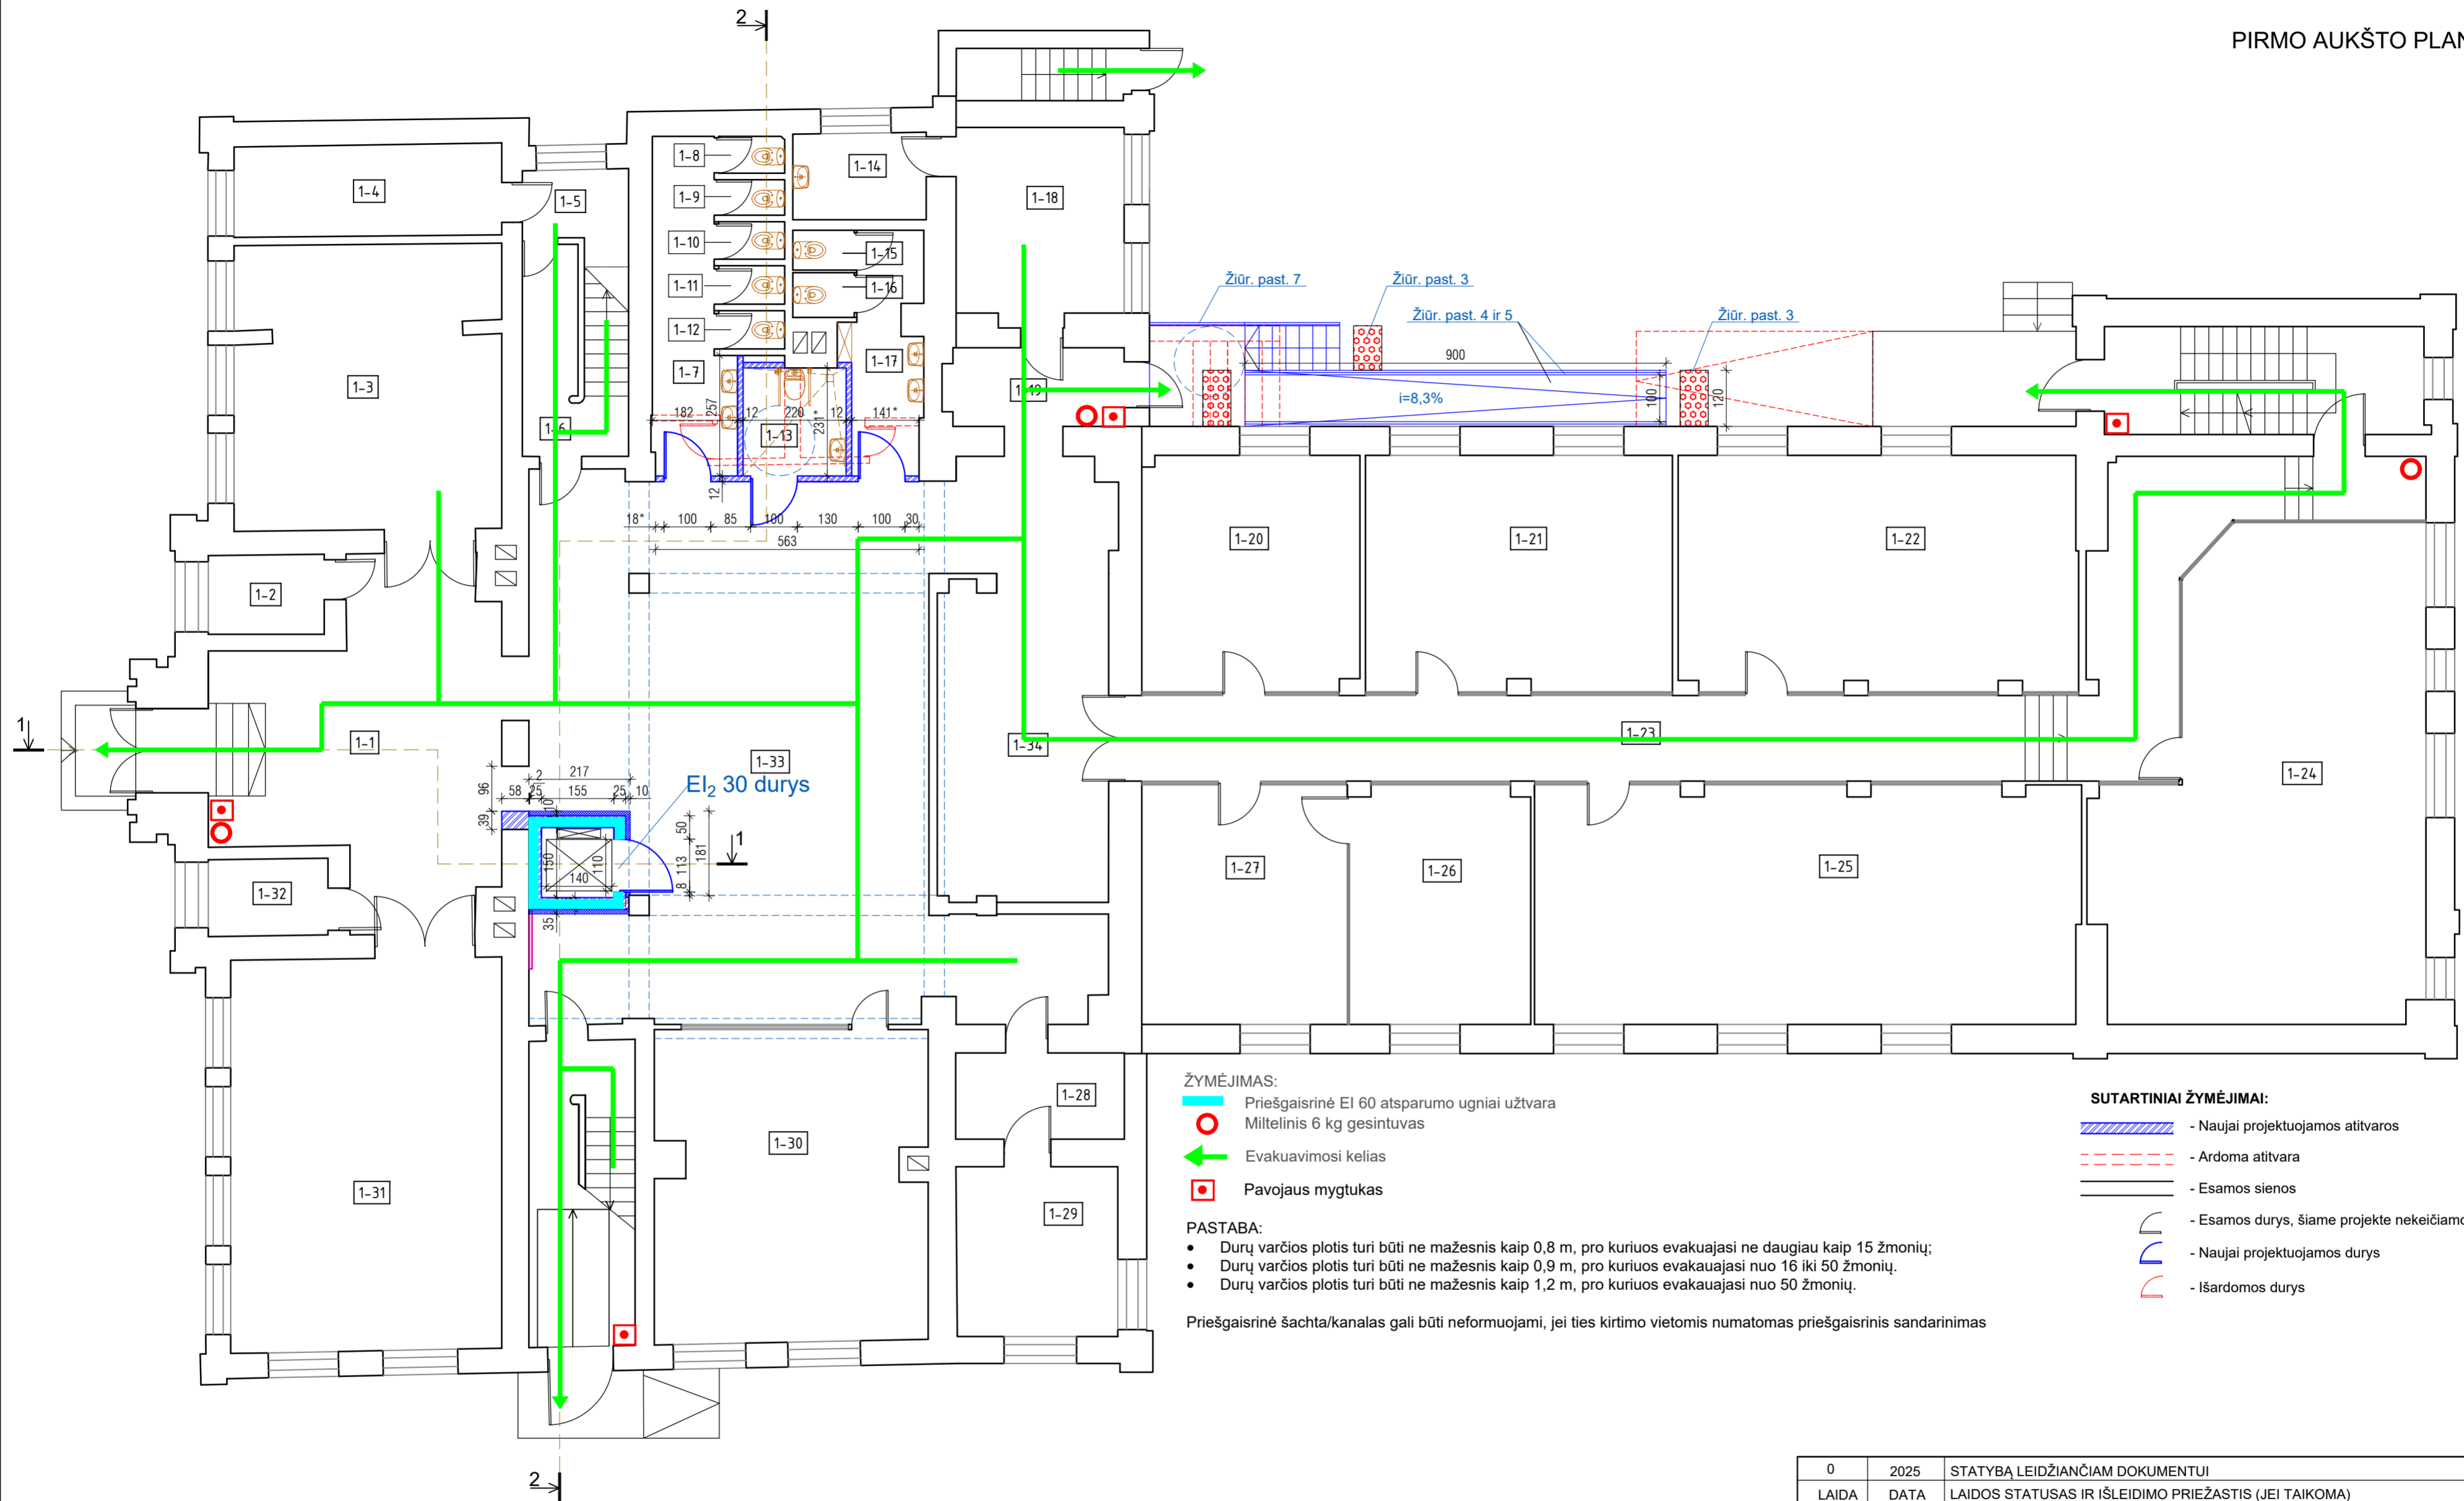 PIRMO AUKŠTO PLAN
2
1-8
1-14
1-4
1-5
1-9
1-18
1-10
1-15
1-11
1-16
Žiūr. past. 7
Žiūr. past. 3
Žiūr. past. 4 ir 5
Žiūr. past. 3
1-12
900
1-17
1-7
1-3
1-19
i=8,3%
100
120
182
257
12
220
231*
12
141*
1-6
1-13
12
18*
100
85
100
130
100
30
563
1-20
1-21
1-22
1-2
1
1-1
1-33
1-34
1-23
1-24
2
217
EI₂ 30 durys
96
58
25
155
25
10
10
39
50
1
181
150
110
113
140
8
35
1-32
1-27
1-26
1-25
1-28
1-30
1-31
1-29
ŽYMĖJIMAS:
Priešgaisrinė EI 60 atsparumo ugniai užtvara
Miltelinis 6 kg gesintuvas
Evakuavimosi kelias
Pavojaus mygtukas
SUTARTINIAI ŽYMĖJIMAI:
- Naujai projektuojamos atitvaros
- Ardoma atitvara
- Esamos sienos
- Esamos durys, šiame projekte nekeičiamo
- Naujai projektuojamos durys
- Išardomos durys
PASTABA:
• Durų varčios plotis turi būti ne mažesnis kaip 0,8 m, pro kuriuos evakuajasi ne daugiau kaip 15 žmonių;
• Durų varčios plotis turi būti ne mažesnis kaip 0,9 m, pro kuriuos evakauajasi nuo 16 iki 50 žmonių.
• Durų varčios plotis turi būti ne mažesnis kaip 1,2 m, pro kuriuos evakauajasi nuo 50 žmonių.
Priešgaisrinė šachta/kanalas gali būti neformuojami, jei ties kirtimo vietomis numatomas priešgaisrinis sandarinimas
2
0 2025 STATYBĄ LEIDŽIANČIAM DOKUMENTUI
LAIDA DATA LAIDOS STATUSAS IR IŠLEIDIMO PRIEŽASTIS (JEI TAIKOMA)